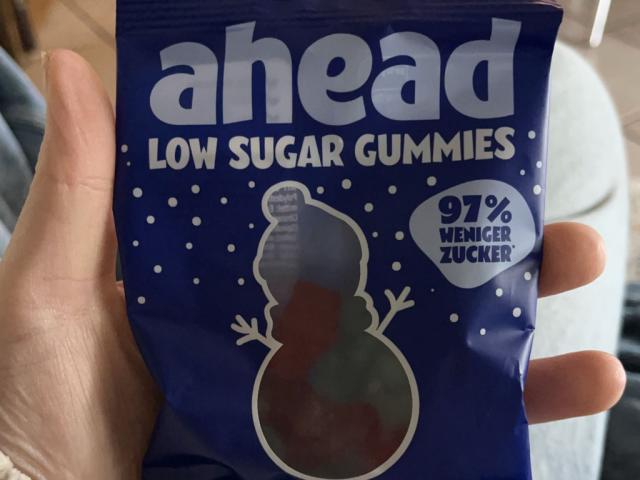 ahead
LOW SUGAR GUMMIES
97%
WENIGER
ZUCKER*